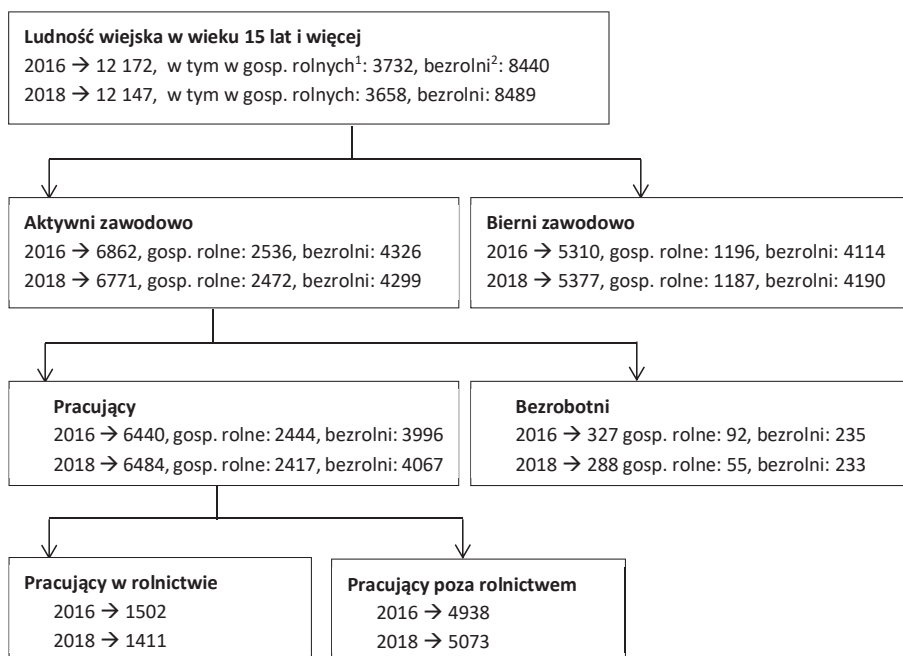 Ludność wiejska w wieku 15 lat i więcej
2016 → 12 172, w tym w gosp. rolnych¹: 3732, bezrolni²: 8440
2018 → 12 147, w tym w gosp. rolnych: 3658, bezrolni: 8489
Aktywni zawodowo
2016 → 6862, gosp. rolne: 2536, bezrolni: 4326
2018 → 6771, gosp. rolne: 2472, bezrolni: 4299
Bierni zawodowo
2016 → 5310, gosp. rolne: 1196, bezrolni: 4114
2018 → 5377, gosp. rolne: 1187, bezrolni: 4190
Pracujący
2016 → 6440, gosp. rolne: 2444, bezrolni: 3996
2018 → 6484, gosp. rolne: 2417, bezrolni: 4067
Bezrobotni
2016 → 327 gosp. rolne: 92, bezrolni: 235
2018 → 288 gosp. rolne: 55, bezrolni: 233
Pracujący w rolnictwie
2016 → 1502
2018 → 1411
Pracujący poza rolnictwem
2016 → 4938
2018 → 5073